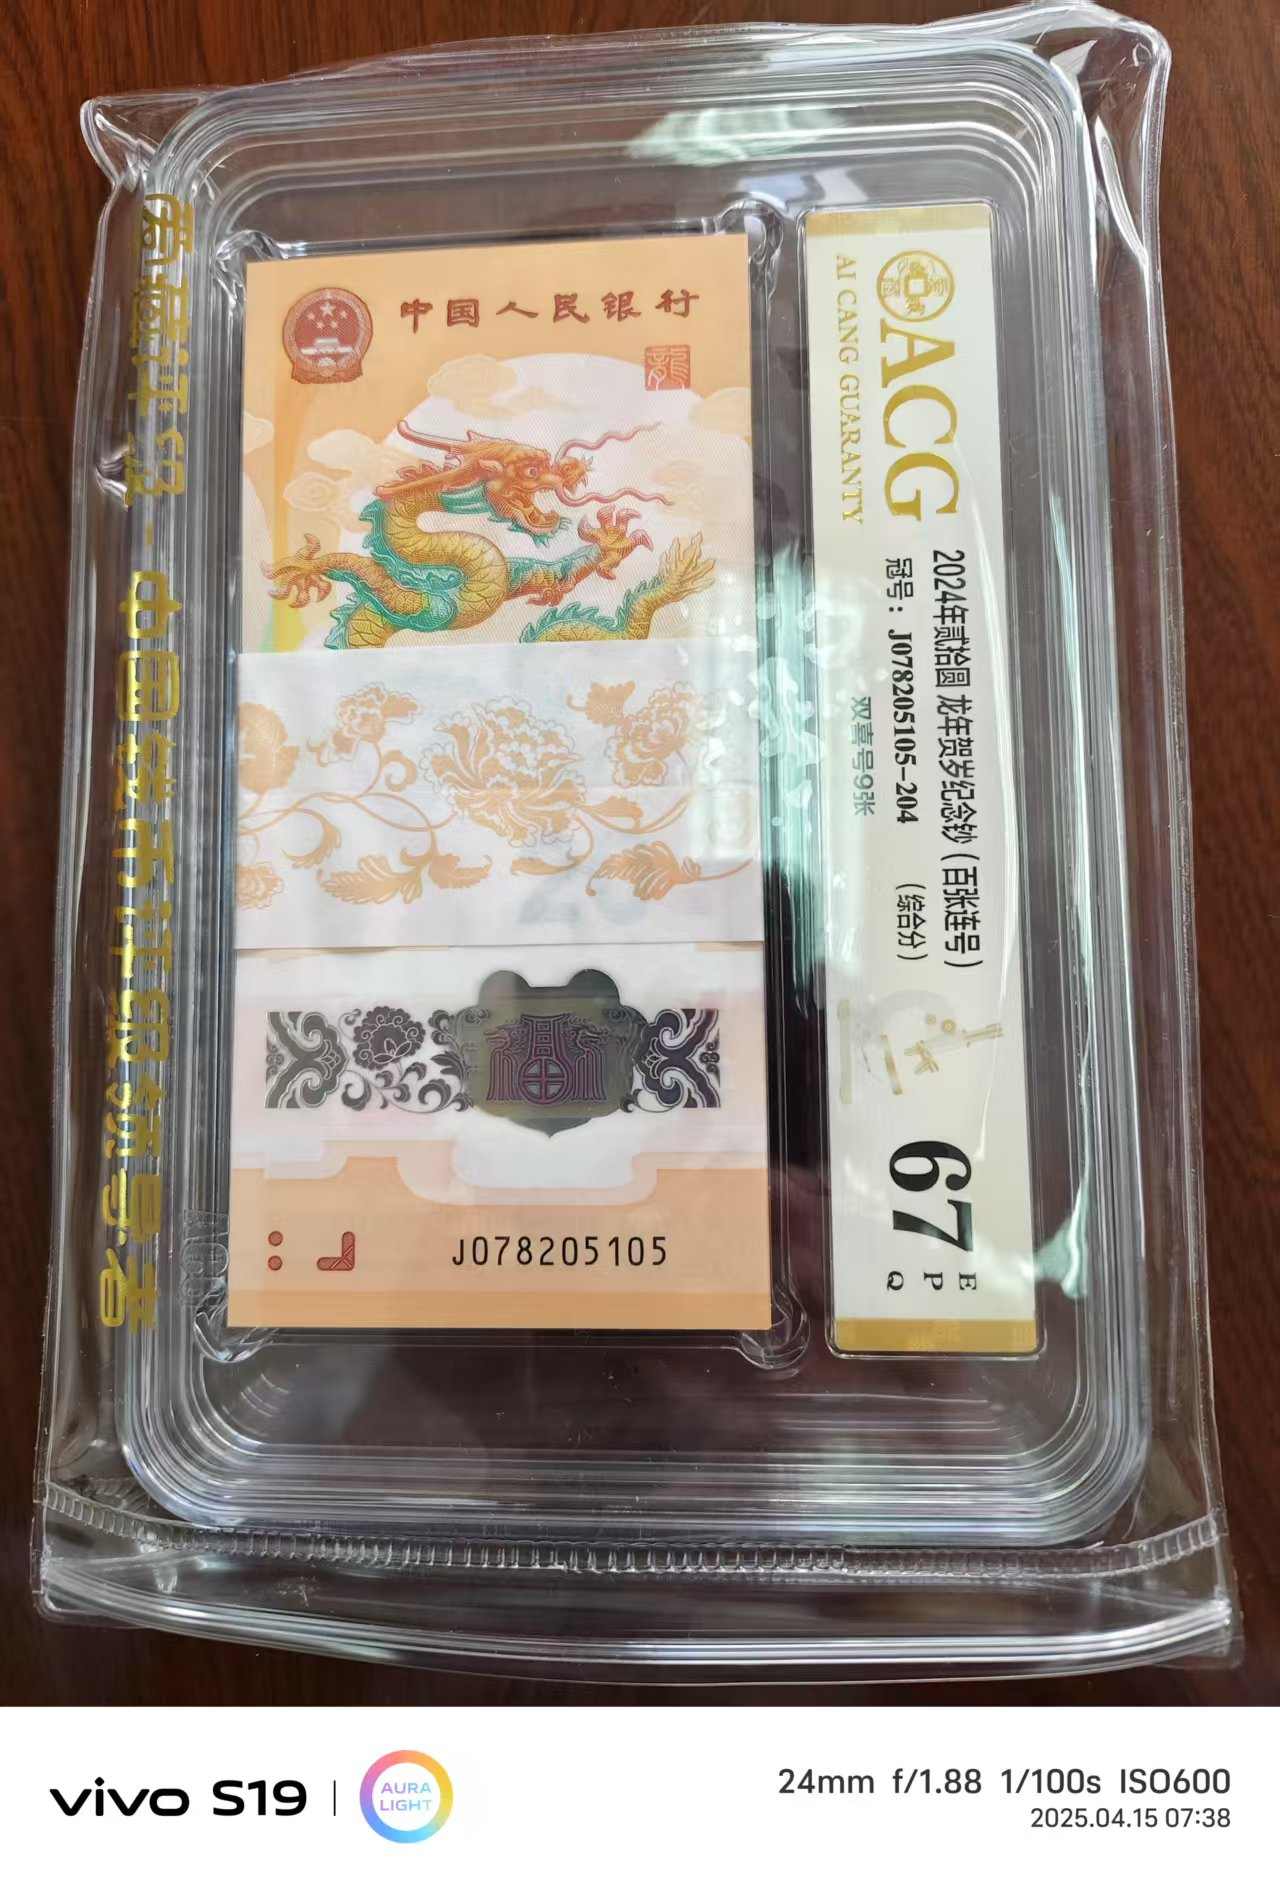 爱藏评级 - 中国钱币评级领导者
中国人民银行
龍
J078205105
ACG
AI CANG GUARANTY
2024年贰拾圆 龙年贺岁纪念钞 (百张连号)
冠号: J078205105-204 (综合分)
双喜号9张
67
E
P
Q
vivo S19
AURA
LIGHT
24mm f/1.88 1/100s ISO600
2025.04.15 07:38